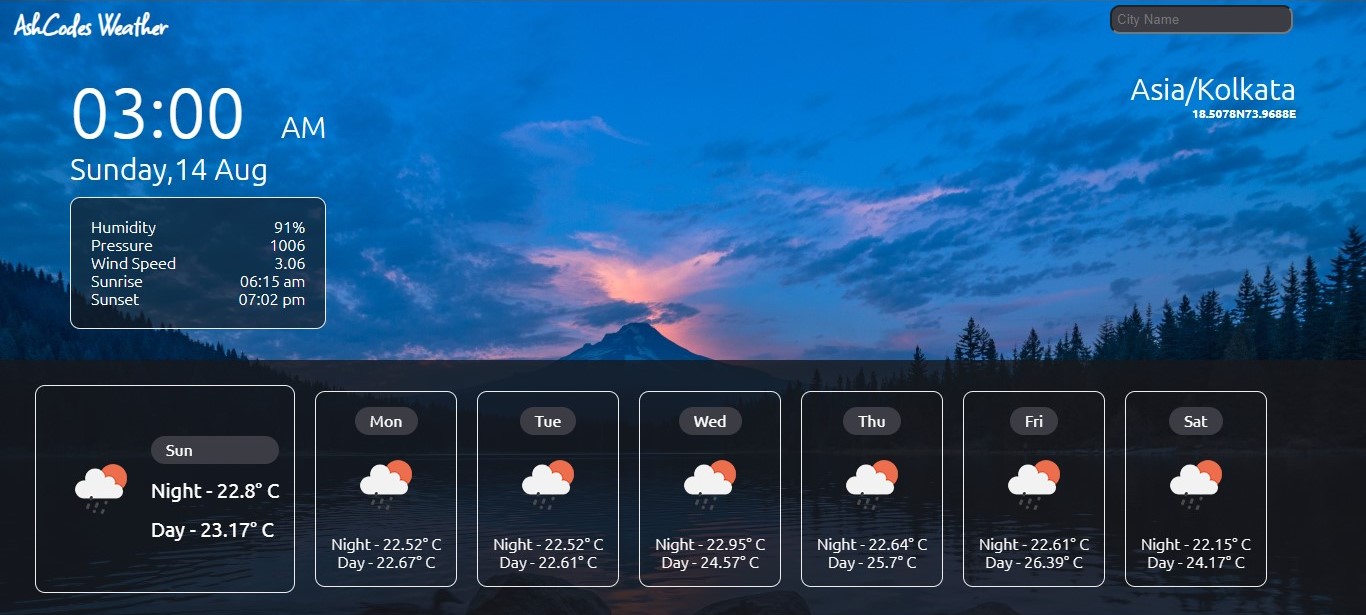 AshCodes Weather
City Name
03:00 AM
Sunday,14 Aug
Asia/Kolkata
18.5078N73.9688E
Humidity 91%
Pressure 1006
Wind Speed 3.06
Sunrise 06:15 am
Sunset 07:02 pm
Sun
Night - 22.8° C
Day - 23.17° C
Mon
Night - 22.52° C
Day - 22.67° C
Tue
Night - 22.52° C
Day - 22.61° C
Wed
Night - 22.95° C
Day - 24.57° C
Thu
Night - 22.64° C
Day - 25.7° C
Fri
Night - 22.61° C
Day - 26.39° C
Sat
Night - 22.15° C
Day - 24.17° C